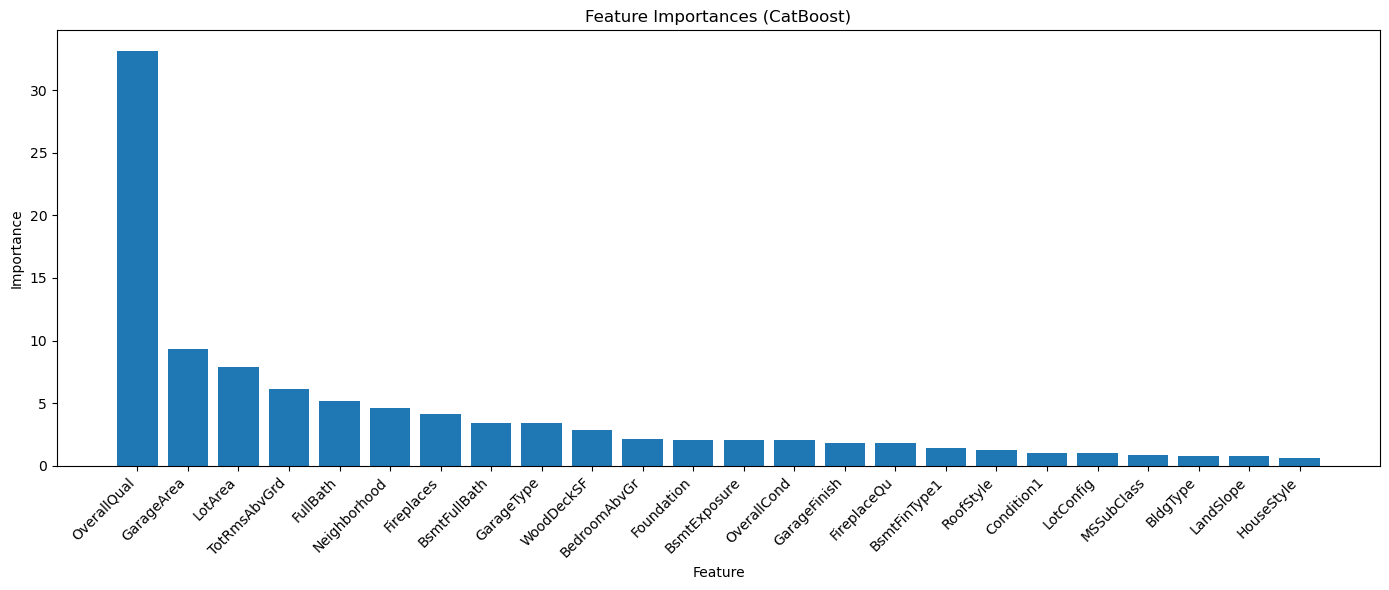 Feature Importances (CatBoost)
Importance
30
25
20
15
10
5
0
OverallQual
GarageArea
LotArea
TotRmsAbvGrd
FullBath
Neighborhood
Fireplaces
BsmtFullBath
GarageType
WoodDeckSF
BedroomAbvGr
Foundation
BsmtExposure
OverallCond
GarageFinish
FireplaceQu
BsmtFinType1
RoofStyle
Condition1
LotConfig
MSSubClass
BldgType
LandSlope
HouseStyle
Feature